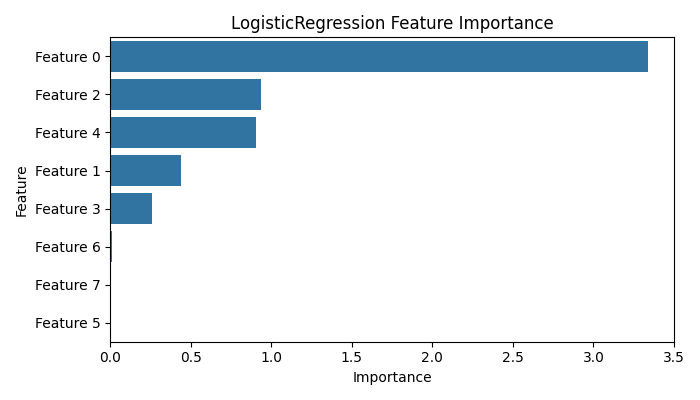 LogisticRegression Feature Importance
Feature 0
Feature 2
Feature 4
Feature 1
Feature 3
Feature 6
Feature 7
Feature 5
Feature
0.0 0.5 1.0 1.5 2.0 2.5 3.0 3.5
Importance